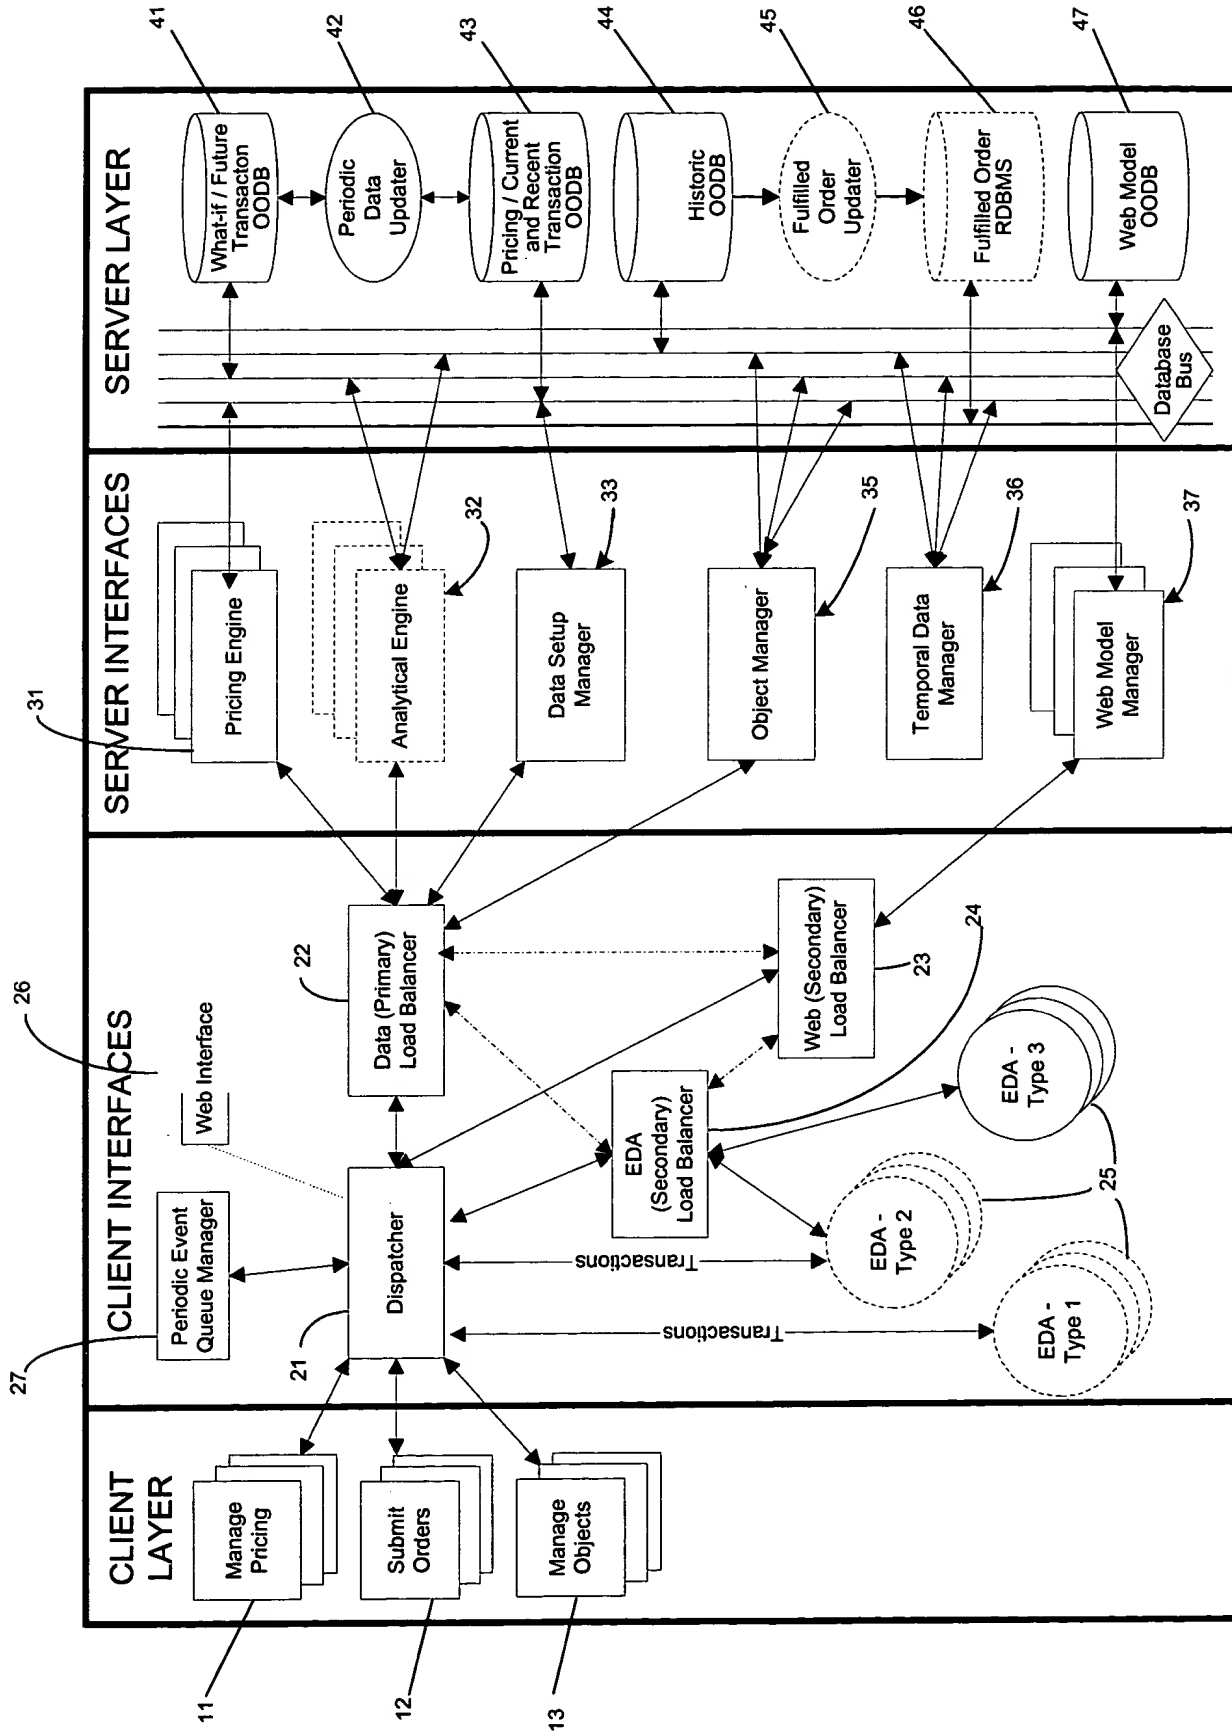 CLIENT
LAYER
11
Manage
Pricing
12
Submit
Orders
13
Manage
Objects
CLIENT INTERFACES
27
Periodic Event
Queue Manager
26
Web Interface
21
Dispatcher
22
Data (Primary)
Load Balancer
Transactions
Transactions
EDA
(Secondary)
Load Balancer
24
Web (Secondary)
Load Balancer
23
EDA -
Type 1
EDA -
Type 2
EDA -
Type 3
25
SERVER INTERFACES
31
Pricing Engine
Analytical Engine
32
Data Setup
Manager
33
Object Manager
35
Temporal Data
Manager
36
Web Model
Manager
37
SERVER LAYER
Database
Bus
What-if / Future
Transacton
OODB
41
Periodic
Data
Updater
42
Pricing / Current
and Recent
Transaction
OODB
43
Historic
OODB
44
Fulfilled
Order
Updater
45
Fulfilled Order
RDBMS
46
Web Model
OODB
47